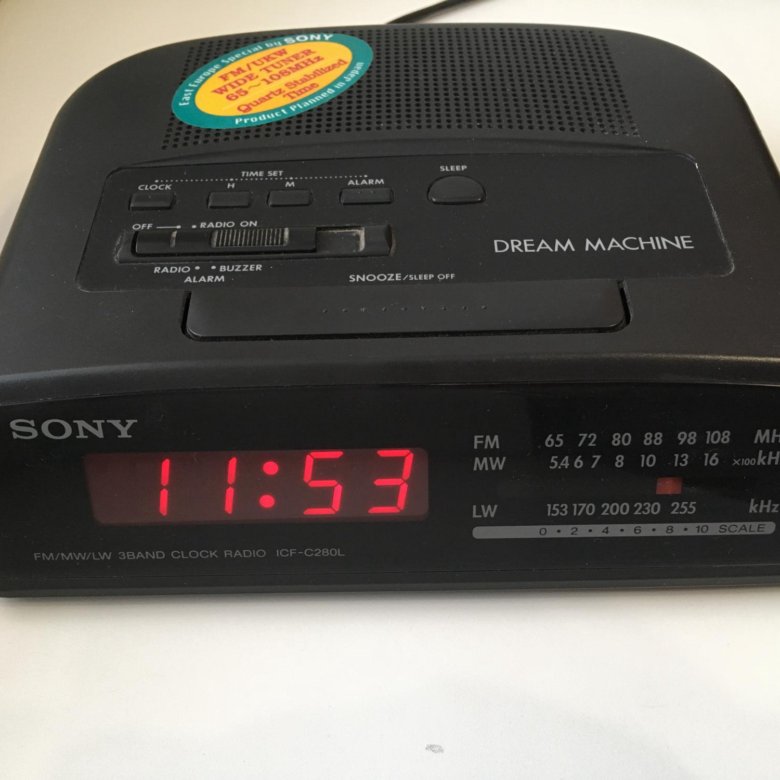 East Europe Special by SONY
FM/UKW
WIDE TUNER
65~108MHz
Quartz Stabilized
Time
Product Planned in Japan
TIME SET
CLOCK H M ALARM SLEEP
OFF RADIO ON
RADIO • • BUZZER
ALARM
SNOOZE/SLEEP OFF
DREAM MACHINE
SONY
11:53
FM 65 72 80 88 98 108 MH
MW 5.4 6 7 8 10 13 16 ×100kH
LW 153 170 200 230 255 kHz
0 • 2 • 4 • 6 • 8 • 10 SCALE
FM/MW/LW 3BAND CLOCK RADIO ICF-C280L